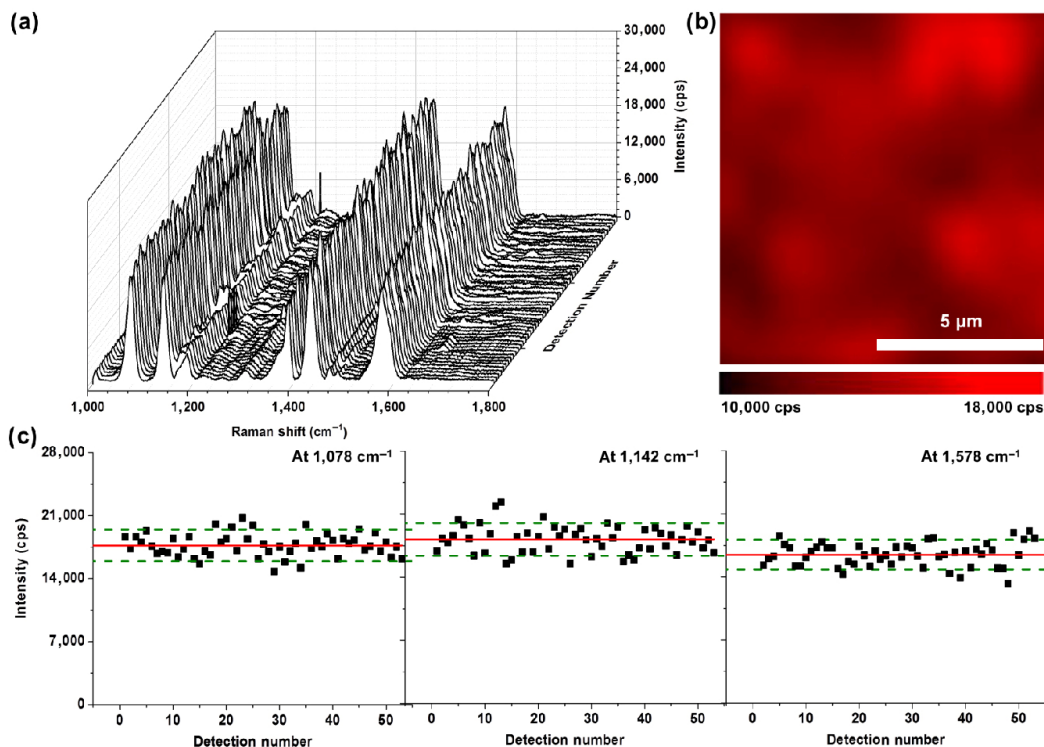 (a)
30,000
24,000
18,000
12,000
6,000
0
Intensity (cps)
Detection Number
1,000
1,200
1,400
1,600
1,800
Raman shift (cm⁻¹)
(b)
5 µm
10,000 cps
18,000 cps
(c)
28,000
21,000
14,000
7,000
0
Intensity (cps)
At 1,078 cm⁻¹
At 1,142 cm⁻¹
At 1,578 cm⁻¹
0 10 20 30 40 50
0 10 20 30 40 50
0 10 20 30 40 50
Detection number
Detection number
Detection number